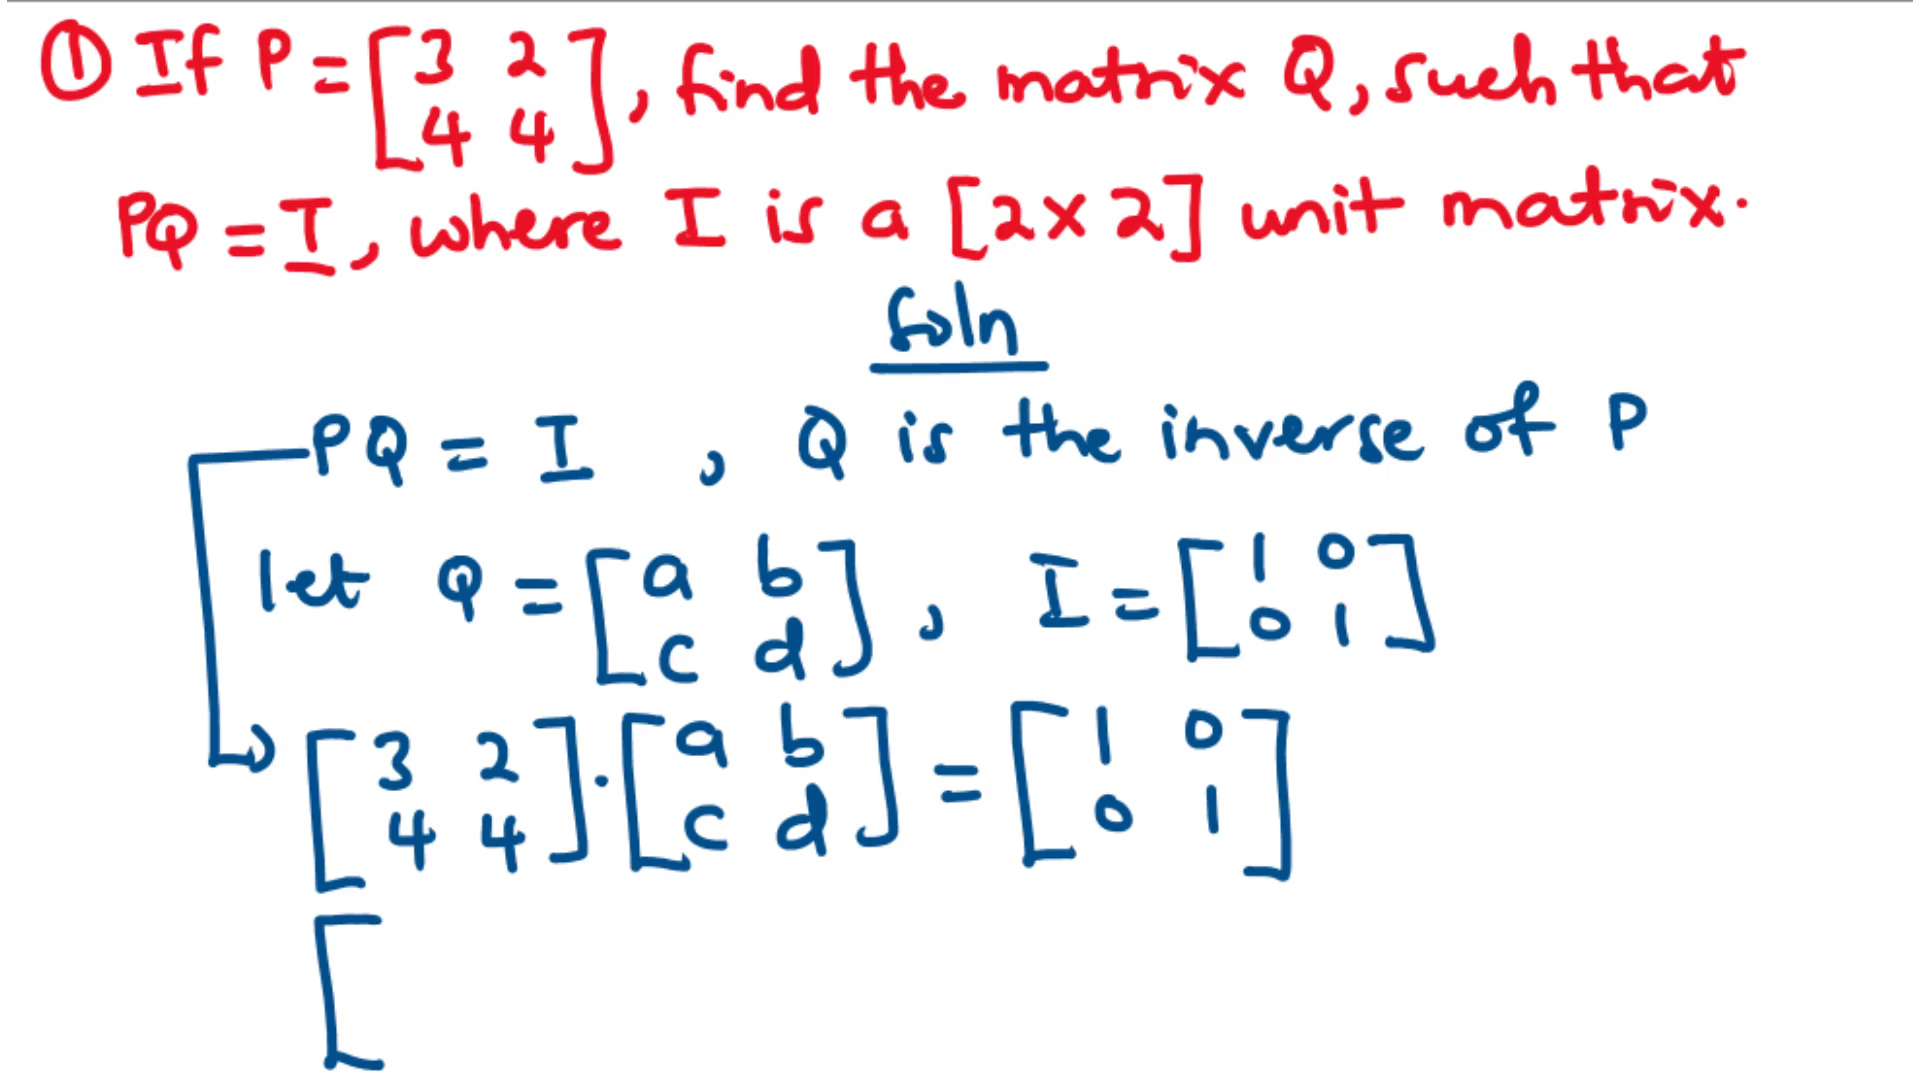 ① If P = [3 2
4 4], find the matrix Q, such that
PQ = I, where I is a [2 x 2] unit matrix.
Soln
PQ = I , Q is the inverse of P
let Q = [a b
c d], I = [1 0
0 1]
[3 2
4 4] . [a b
c d] = [1 0
0 1]
[